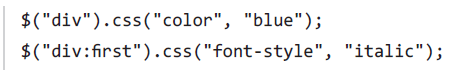 $("div").css("color", "blue");
$("div:first").css("font-style", "italic");